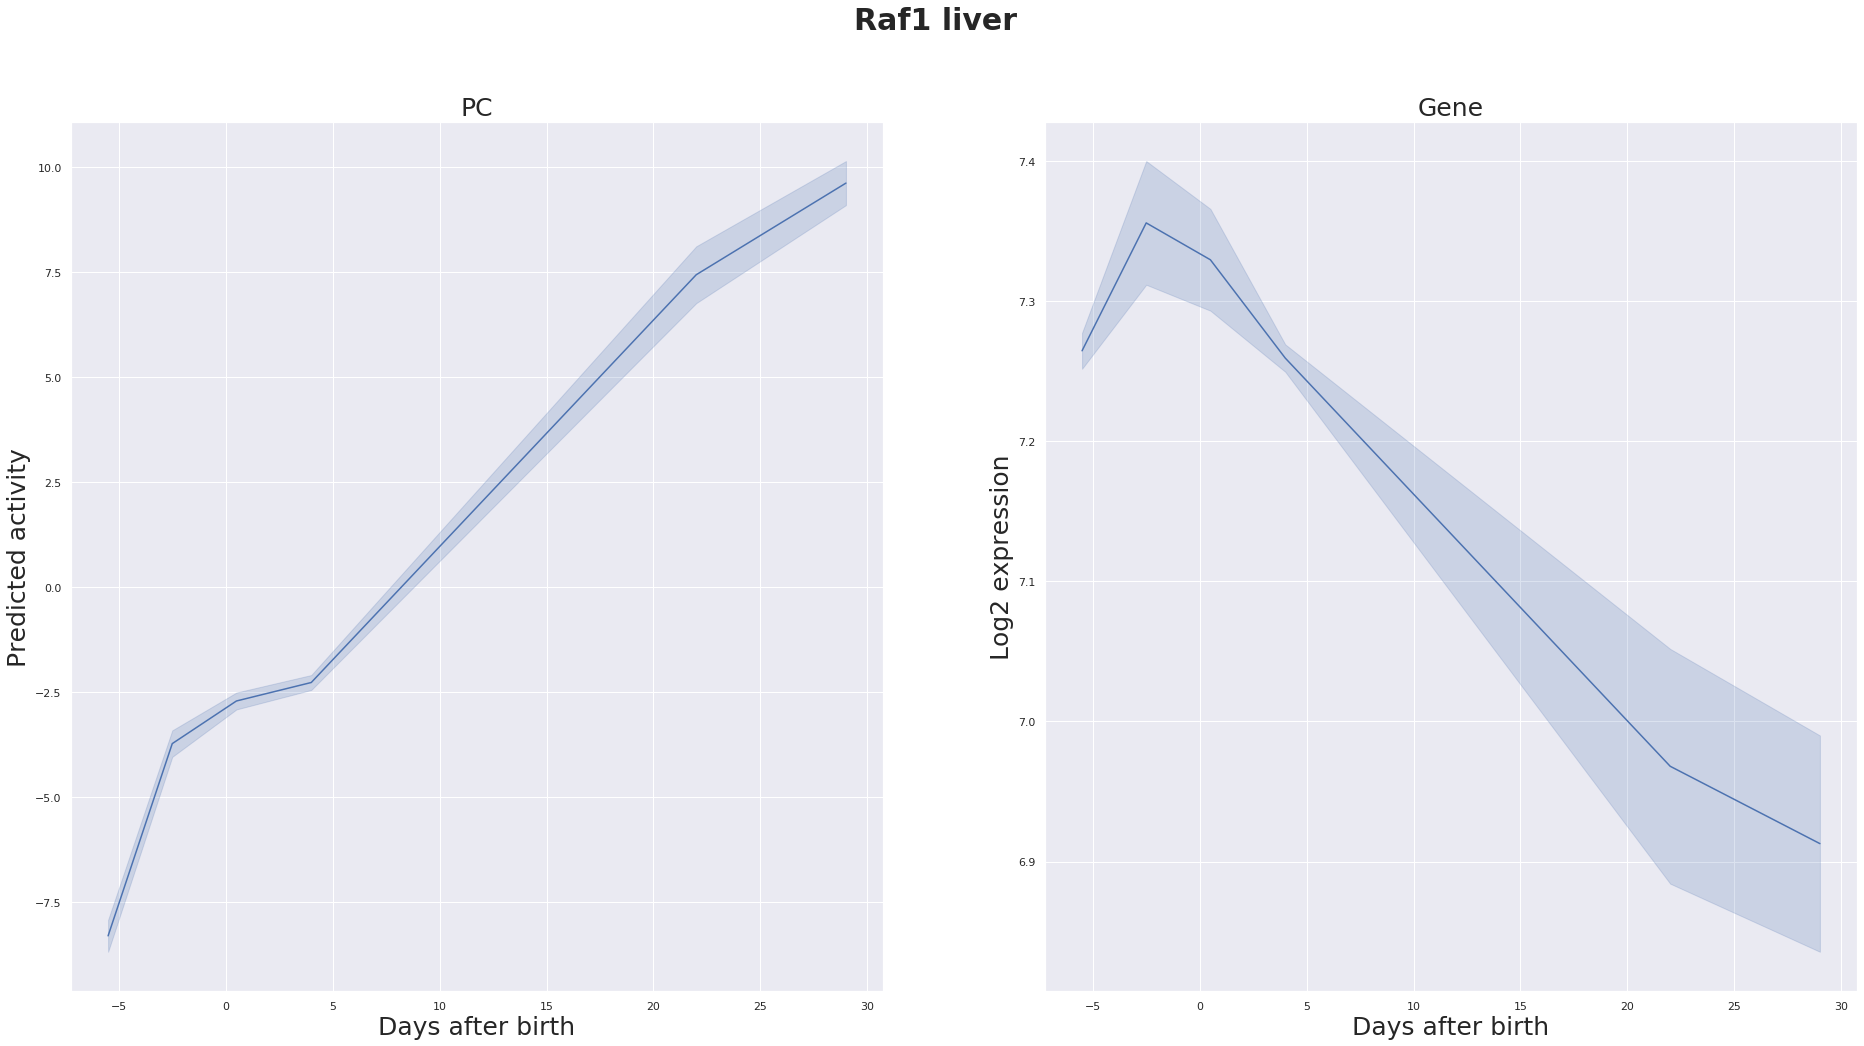 Raf1 liver
PC
Predicted activity
10.0
7.5
5.0
2.5
0.0
−2.5
−5.0
−7.5
−5 0 5 10 15 20 25 30
Days after birth
Gene
Log2 expression
7.4
7.3
7.2
7.1
7.0
6.9
−5 0 5 10 15 20 25 30
Days after birth